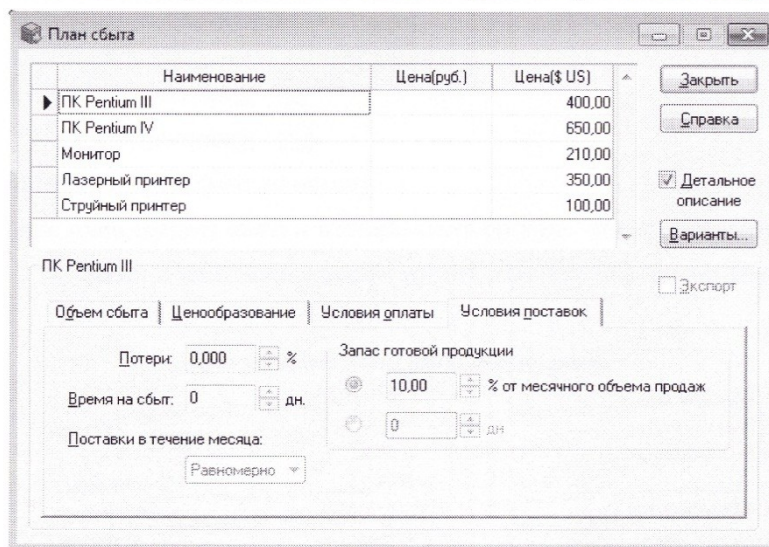 План сбыта
Наименование Цена(руб.) Цена($ US)
ПК Pentium III 400,00
ПК Pentium IV 650,00
Монитор 210,00
Лазерный принтер 350,00
Струйный принтер 100,00
Закрыть
Справка
Детальное
описание
Варианты...
Экспорт
ПК Pentium III
Объем сбыта Ценообразование Условия оплаты Условия поставок
Потери: 0,000 %
Время на сбыт: 0 дн.
Поставки в течение месяца:
Равномерно
Запас готовой продукции
10,00 % от месячного объема продаж
0 дн